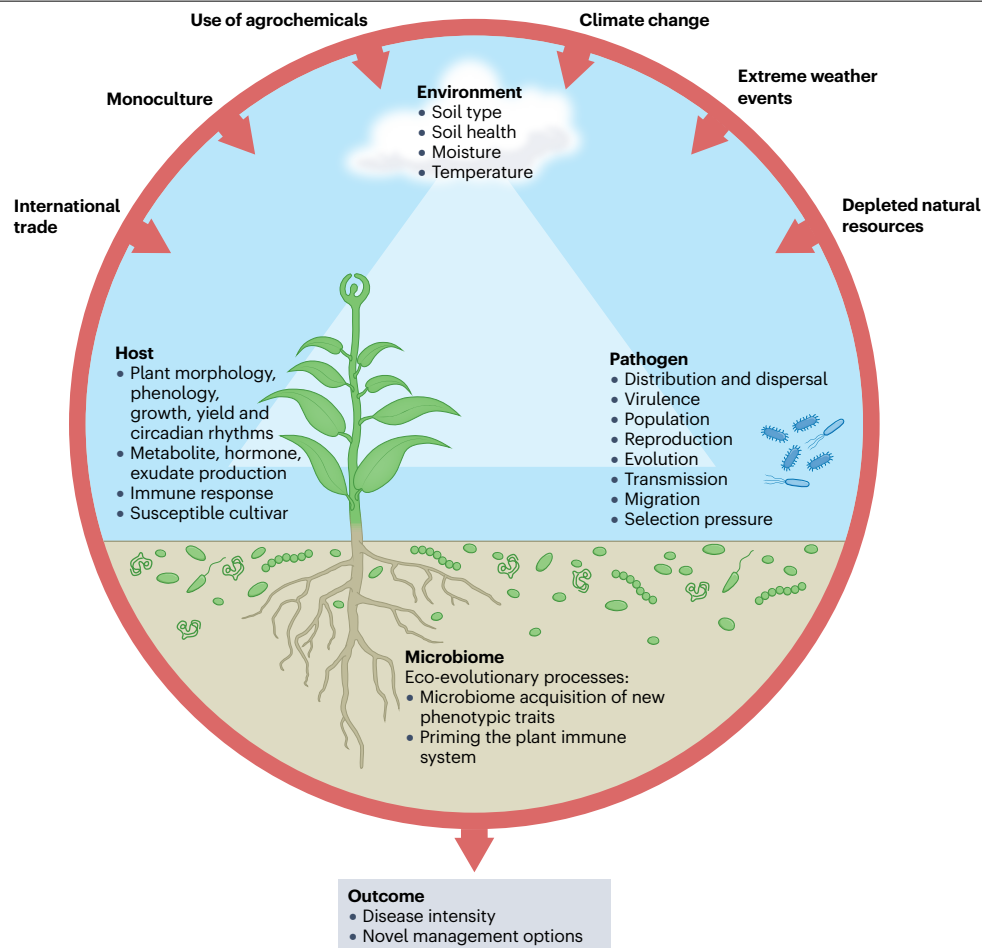 Use of agrochemicals
Climate change
Monoculture
Extreme weather
events
International
trade
Depleted natural
resources
Environment
• Soil type
• Soil health
• Moisture
• Temperature
Host
• Plant morphology,
phenology,
growth, yield and
circadian rhythms
• Metabolite, hormone,
exudate production
• Immune response
• Susceptible cultivar
Pathogen
• Distribution and dispersal
• Virulence
• Population
• Reproduction
• Evolution
• Transmission
• Migration
• Selection pressure
Microbiome
Eco-evolutionary processes:
• Microbiome acquisition of new
phenotypic traits
• Priming the plant immune
system
Outcome
• Disease intensity
• Novel management options